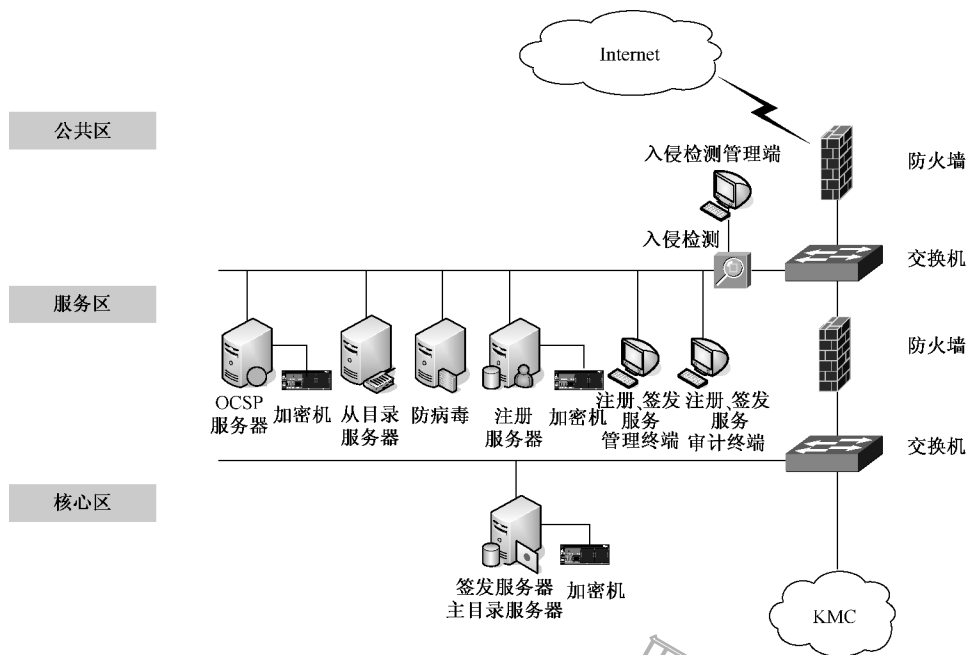 Internet
公共区
入侵检测管理端
防火墙
入侵检测
交换机
服务区
防火墙
OCSP
服务器
加密机
从目录
服务器
防病毒
注册
服务器
加密机
注册、签发
服务
管理终端
注册、签发
服务
审计终端
交换机
核心区
签发服务器
主目录服务器
加密机
KMC